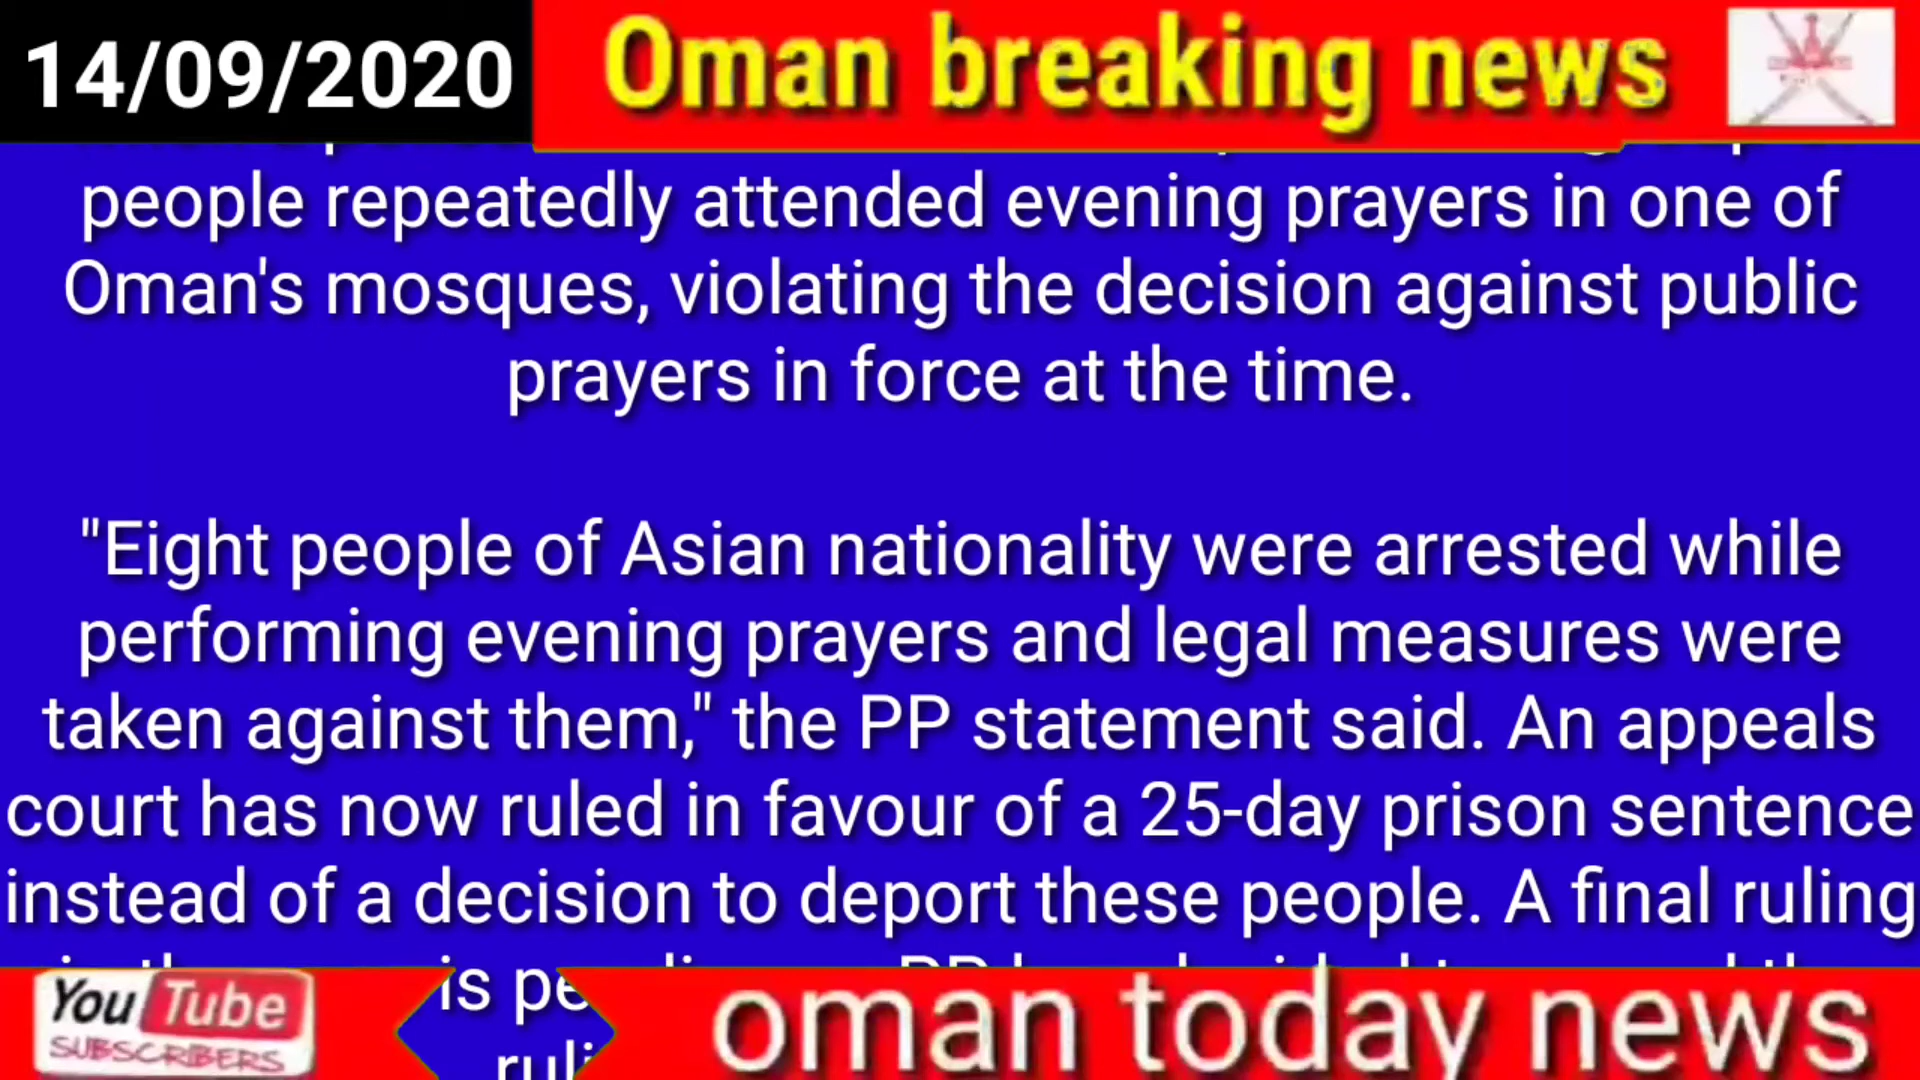 14/09/2020
Oman breaking news
people repeatedly attended evening prayers in one of
Oman's mosques, violating the decision against public
prayers in force at the time.
"Eight people of Asian nationality were arrested while
performing evening prayers and legal measures were
taken against them," the PP statement said. An appeals
court has now ruled in favour of a 25-day prison sentence
instead of a decision to deport these people. A final ruling
is
You Tube
SUBSCRIBERS
oman today news